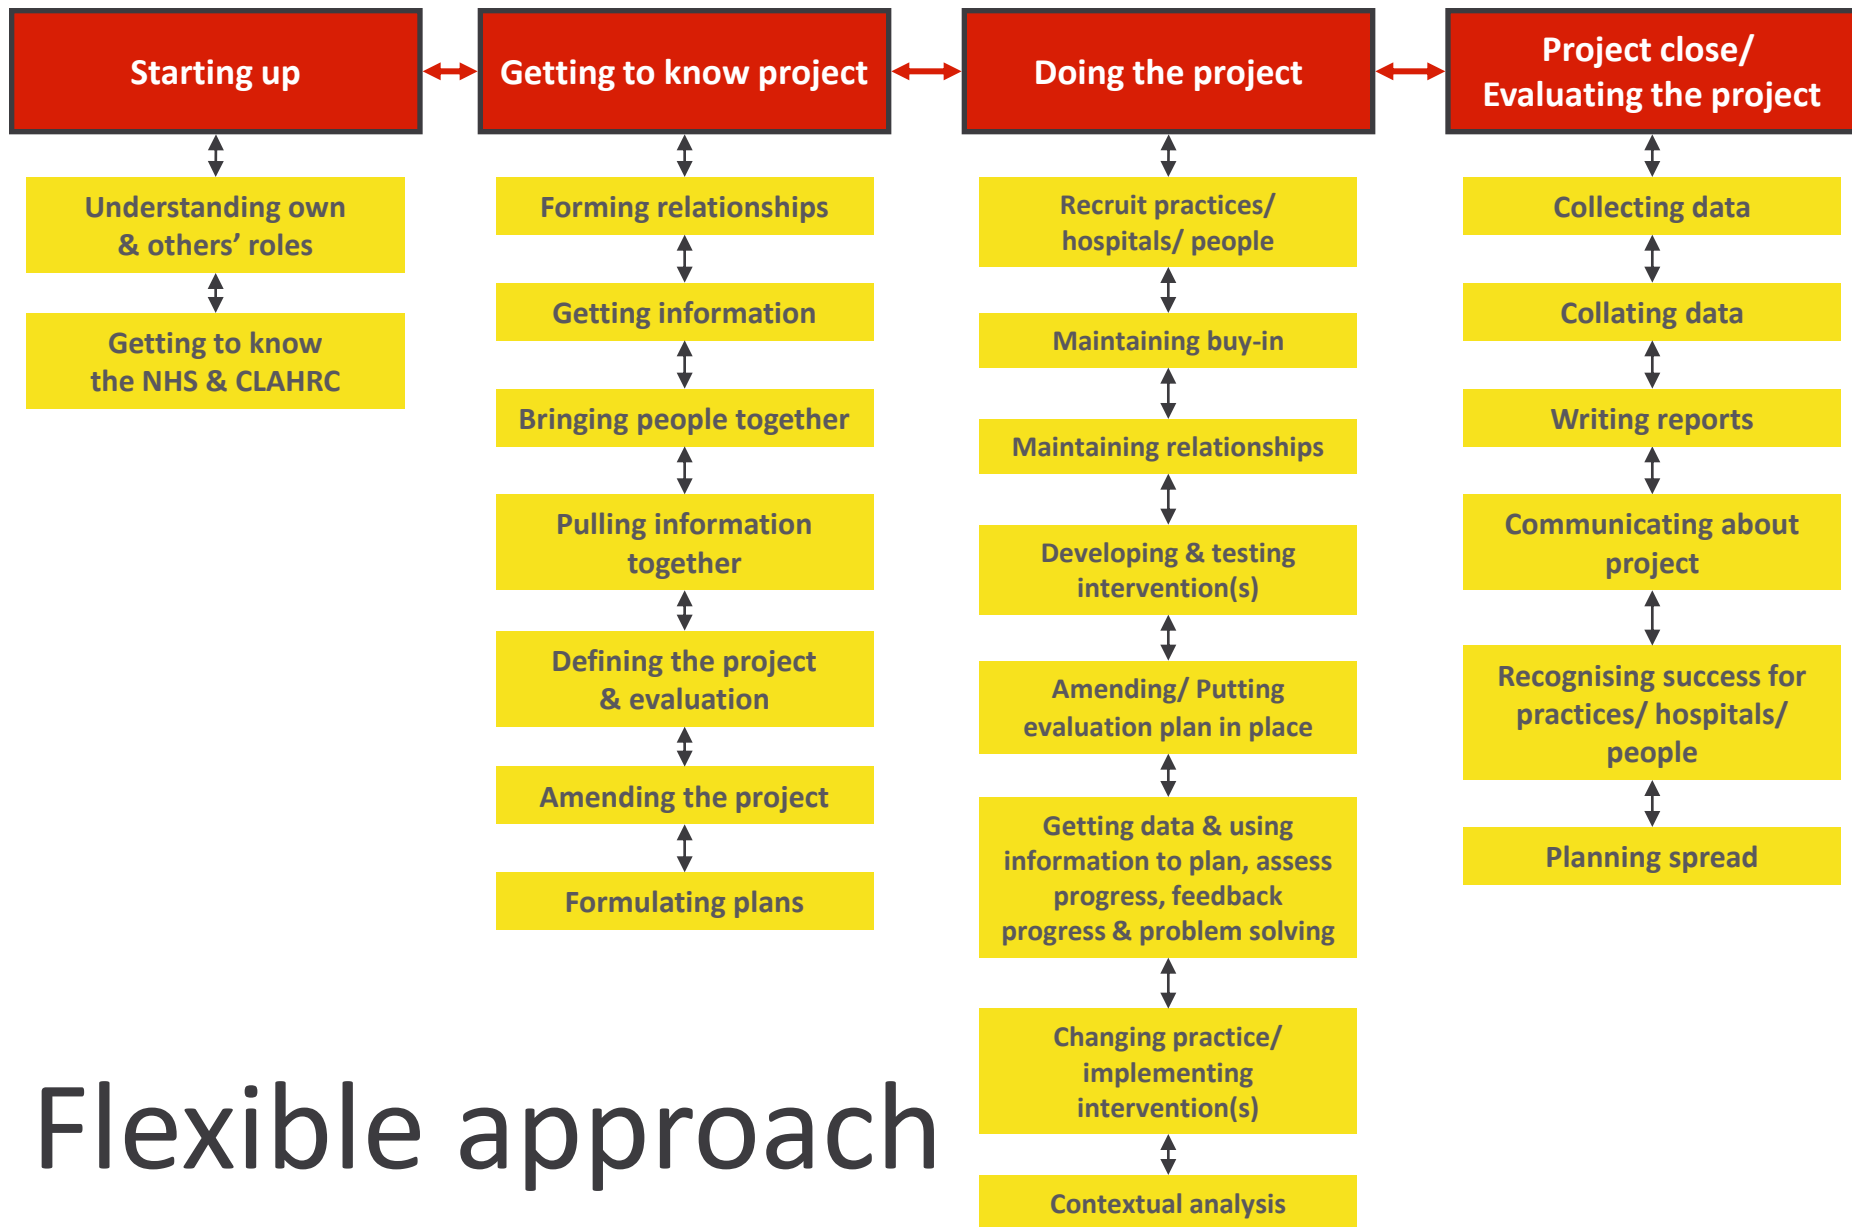 Starting up
Getting to know project
Doing the project
Project close/
Evaluating the project
Understanding own
& others’ roles
Getting to know
the NHS & CLAHRC
Forming relationships
Getting information
Bringing people together
Pulling information
together
Defining the project
& evaluation
Amending the project
Formulating plans
Recruit practices/
hospitals/ people
Maintaining buy-in
Maintaining relationships
Developing & testing
intervention(s)
Amending/ Putting
evaluation plan in place
Getting data & using
information to plan, assess
progress, feedback
progress & problem solving
Changing practice/
implementing
intervention(s)
Contextual analysis
Collecting data
Collating data
Writing reports
Communicating about
project
Recognising success for
practices/ hospitals/
people
Planning spread
Flexible approach